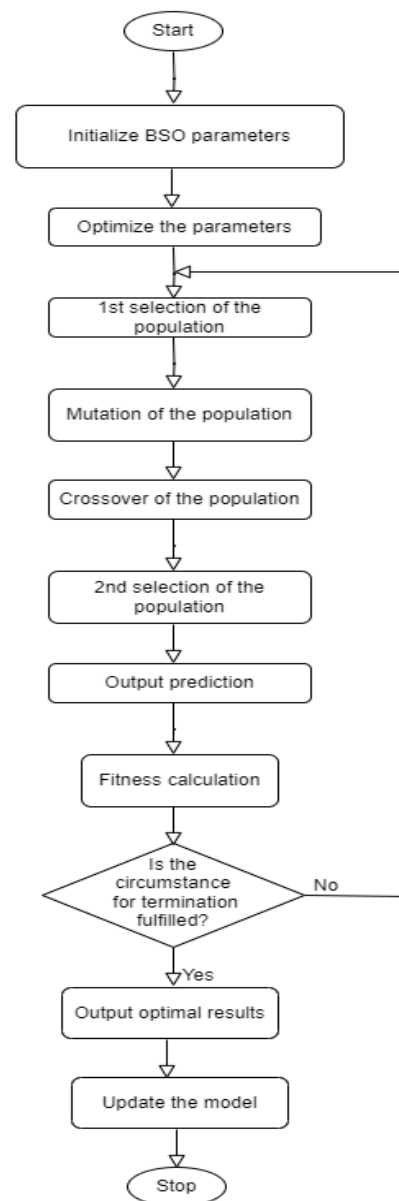 Start
Initialize BSO parameters
Optimize the parameters
1st selection of the
population
Mutation of the population
Crossover of the population
2nd selection of the
population
Output prediction
Fitness calculation
Is the
circumstance
for termination
fulfilled?
No
Yes
Output optimal results
Update the model
Stop